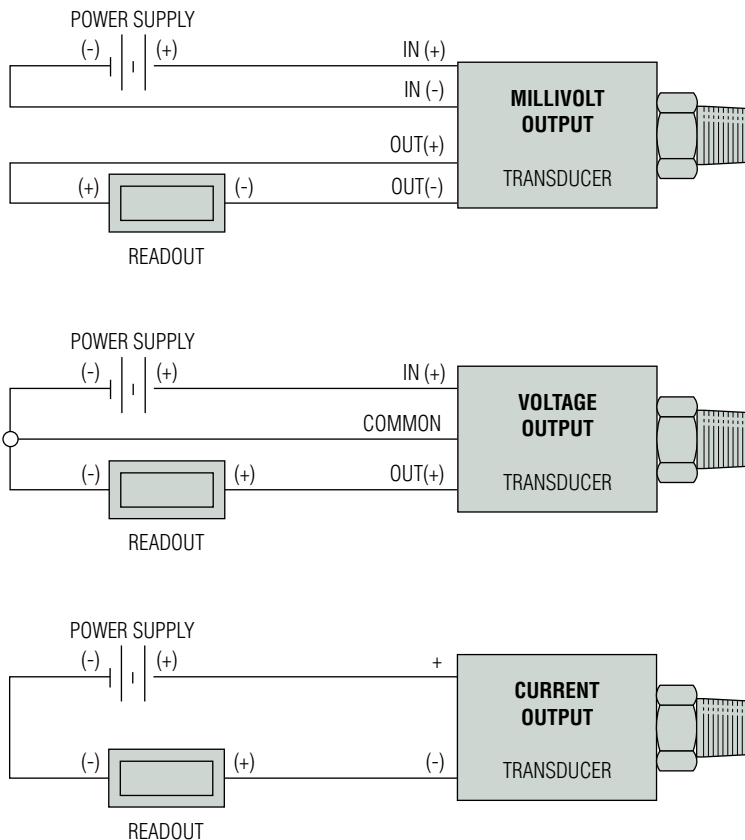 POWER SUPPLY
(-) (+) IN (+)
IN (-)
MILLIVOLT
OUTPUT
OUT(+)
TRANSDUCER
(+) (-) OUT(-)
READOUT
POWER SUPPLY
(-) (+) IN (+)
VOLTAGE
OUTPUT
COMMON
TRANSDUCER
(-) (+) OUT(+)
READOUT
POWER SUPPLY
(-) (+) +
CURRENT
OUTPUT
TRANSDUCER
(-) (+) (-)
READOUT